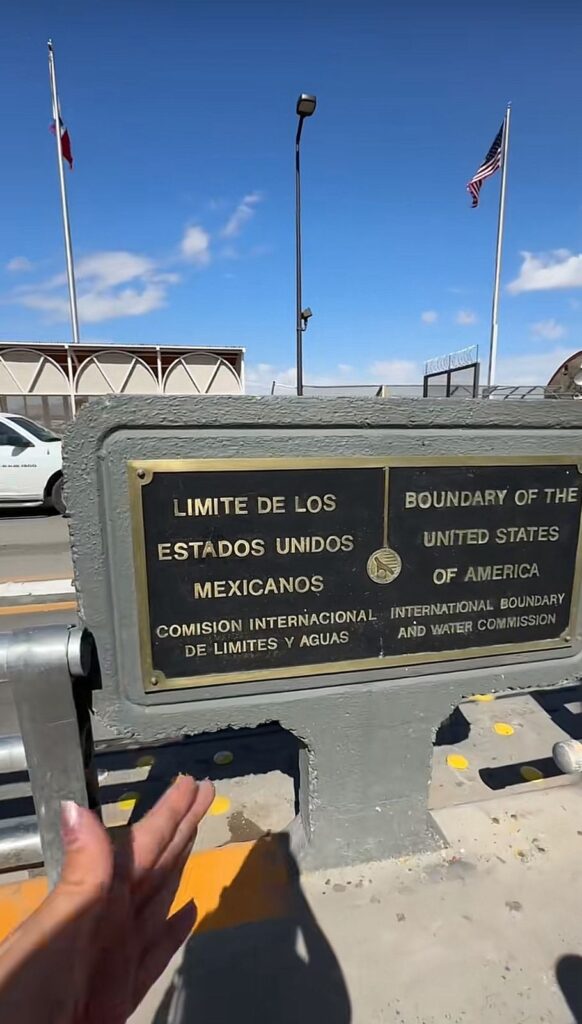 LIMITE DE LOS
ESTADOS UNIDOS
MEXICANOS
COMISION INTERNACIONAL
DE LIMITES Y AGUAS
BOUNDARY OF THE
UNITED STATES
OF AMERICA
INTERNATIONAL BOUNDARY
AND WATER COMMISSION